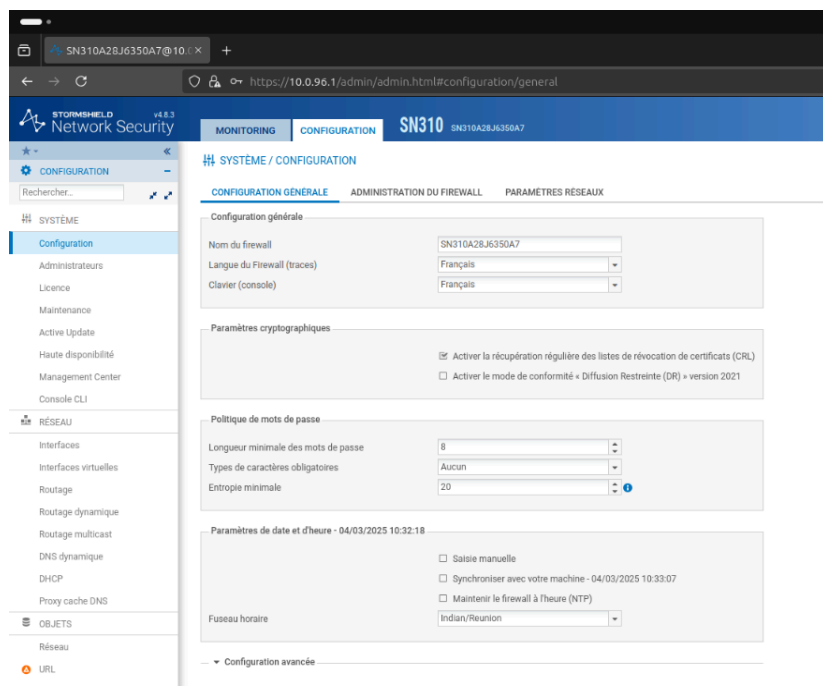 SN310A28J6350A7@10.0
https://10.0.96.1/admin/admin.html#configuration/general
STORMSHIELD v4.8.3
Network Security
MONITORING CONFIGURATION SN310 SN310A28J6350A7
CONFIGURATION
Rechercher...
SYSTÈME
Configuration
Administrateurs
Licence
Maintenance
Active Update
Haute disponibilité
Management Center
Console CLI
RÉSEAU
Interfaces
Interfaces virtuelles
Routage
Routage dynamique
Routage multicast
DNS dynamique
DHCP
Proxy cache DNS
OBJETS
Réseau
URL
SYSTÈME / CONFIGURATION
CONFIGURATION GÉNÉRALE ADMINISTRATION DU FIREWALL PARAMÈTRES RÉSEAUX
Configuration générale
Nom du firewall SN310A28J6350A7
Langue du Firewall (traces) Français
Clavier (console) Français
Paramètres cryptographiques
Activer la récupération régulière des listes de révocation de certificats (CRL)
Activer le mode de conformité « Diffusion Restreinte (DR) » version 2021
Politique de mots de passe
Longueur minimale des mots de passe 8
Types de caractères obligatoires Aucun
Entropie minimale 20
Paramètres de date et d'heure - 04/03/2025 10:32:18
Saisie manuelle
Synchroniser avec votre machine - 04/03/2025 10:33:07
Maintenir le firewall à l'heure (NTP)
Fuseau horaire Indian/Reunion
Configuration avancée